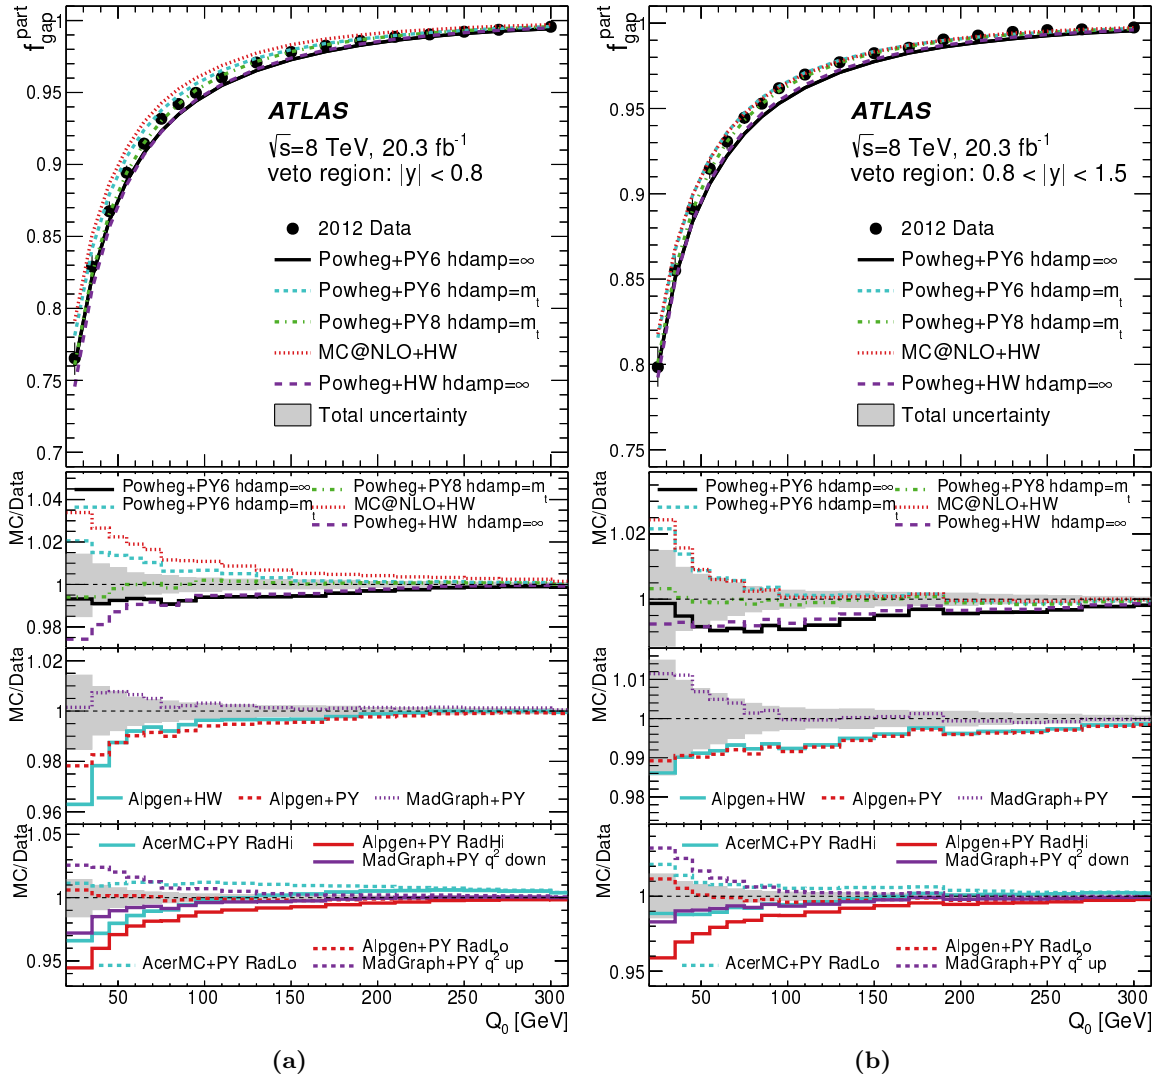 f_gap^part
1
0.95
0.9
0.85
0.8
0.75
0.7
ATLAS
√s=8 TeV, 20.3 fb⁻¹
veto region: |y| < 0.8
2012 Data
Powheg+PY6 hdamp=∞
Powheg+PY6 hdamp=m_t
Powheg+PY8 hdamp=m_t
MC@NLO+HW
Powheg+HW hdamp=∞
Total uncertainty
MC/Data
1.04
1.02
1
0.98
Powheg+PY6 hdamp=∞
Powheg+PY8 hdamp=m_t
Powheg+PY6 hdamp=m_t
MC@NLO+HW
Powheg+HW hdamp=∞
MC/Data
1.02
1
0.98
0.96
Alpgen+HW
Alpgen+PY
MadGraph+PY
MC/Data
1.05
1
0.95
AcerMC+PY RadHi
Alpgen+PY RadHi
MadGraph+PY q² down
Alpgen+PY RadLo
AcerMC+PY RadLo
MadGraph+PY q² up
50 100 150 200 250 300
Q₀ [GeV]
(a)
f_gap^part
1
0.95
0.9
0.85
0.8
0.75
ATLAS
√s=8 TeV, 20.3 fb⁻¹
veto region: 0.8 < |y| < 1.5
2012 Data
Powheg+PY6 hdamp=∞
Powheg+PY6 hdamp=m_t
Powheg+PY8 hdamp=m_t
MC@NLO+HW
Powheg+HW hdamp=∞
Total uncertainty
MC/Data
1.02
1
Powheg+PY6 hdamp=∞
Powheg+PY8 hdamp=m_t
Powheg+PY6 hdamp=m_t
MC@NLO+HW
Powheg+HW hdamp=∞
MC/Data
1.01
1
0.99
0.98
Alpgen+HW
Alpgen+PY
MadGraph+PY
MC/Data
1.05
1
0.95
AcerMC+PY RadHi
Alpgen+PY RadHi
MadGraph+PY q² down
Alpgen+PY RadLo
AcerMC+PY RadLo
MadGraph+PY q² up
50 100 150 200 250 300
Q₀ [GeV]
(b)